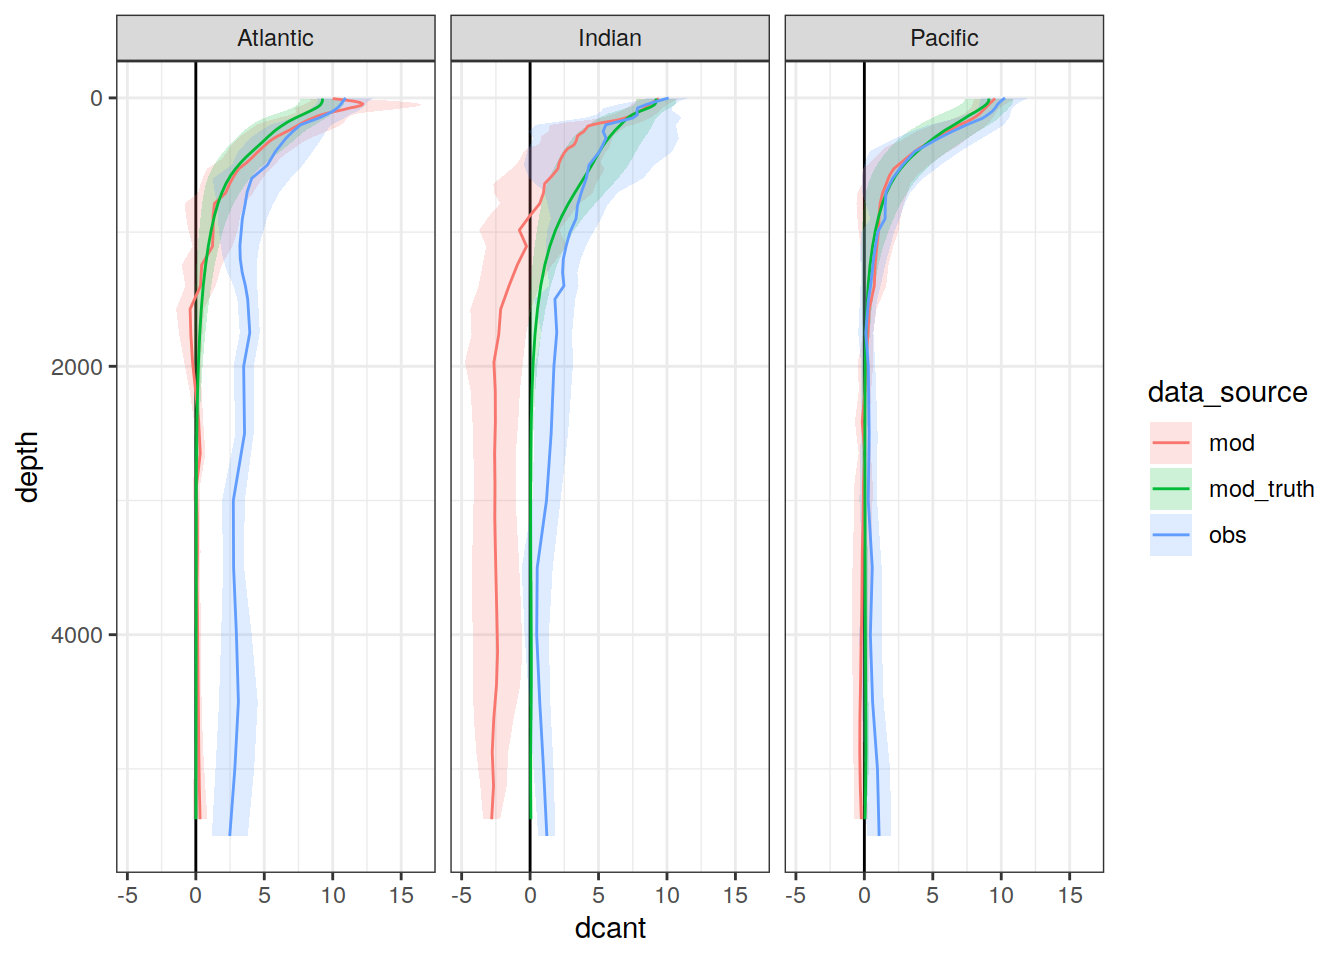 Atlantic Indian Pacific
0
2000
4000
depth
-5 0 5 10 15 -5 0 5 10 15 -5 0 5 10 15
dcant
data_source
mod
mod_truth
obs